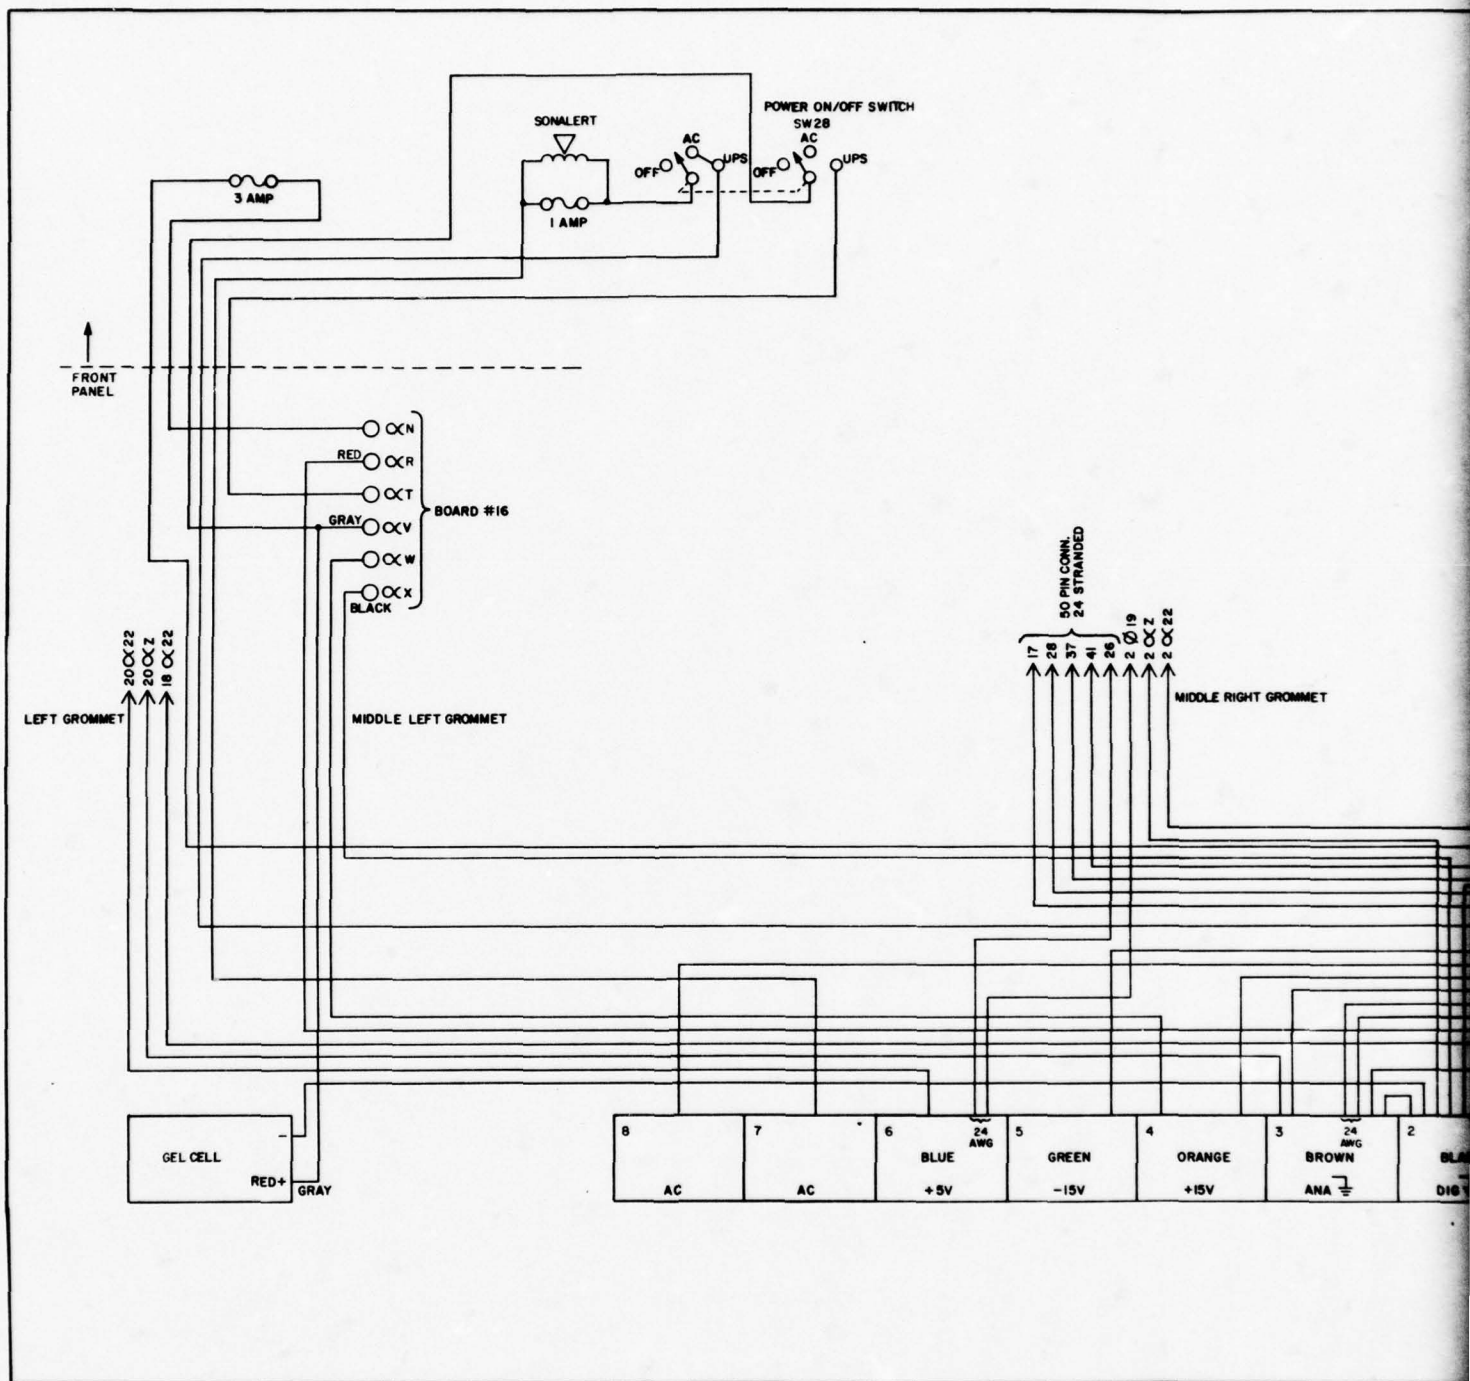 POWER ON/OFF SWITCH
SW28
SONALERT
AC
UPS
OFF
AC
UPS
OFF
3 AMP
1 AMP
FRONT
PANEL
∝N
RED ∝R
∝T
GRAY ∝V
∝W
∝X
BLACK
BOARD #16
50 PIN CONN.
24 STRANDED
17
28
37
41
26
2 Ø 19
2 ∝ Z
2 ∝ 22
MIDDLE RIGHT GROMMET
20∝22
20∝Z
18∝22
LEFT GROMMET
MIDDLE LEFT GROMMET
GEL CELL
−
RED+
GRAY
8
AC
7
AC
6
24
AWG
BLUE
+5V
5
GREEN
-15V
4
ORANGE
+15V
3
24
AWG
BROWN
ANA
2